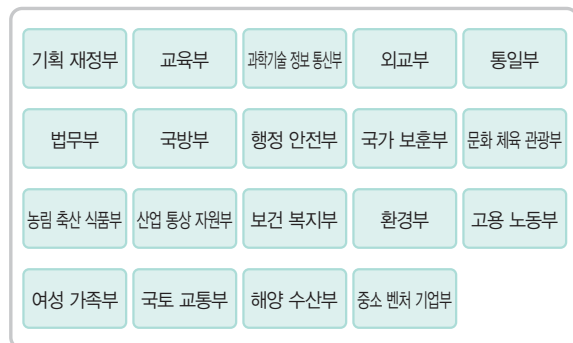 기획 재정부 교육부 과학기술 정보 통신부 외교부 통일부
법무부 국방부 행정 안전부 국가 보훈부 문화 체육 관광부
농림 축산 식품부 산업 통상 자원부 보건 복지부 환경부 고용 노동부
여성 가족부 국토 교통부 해양 수산부 중소 벤처 기업부